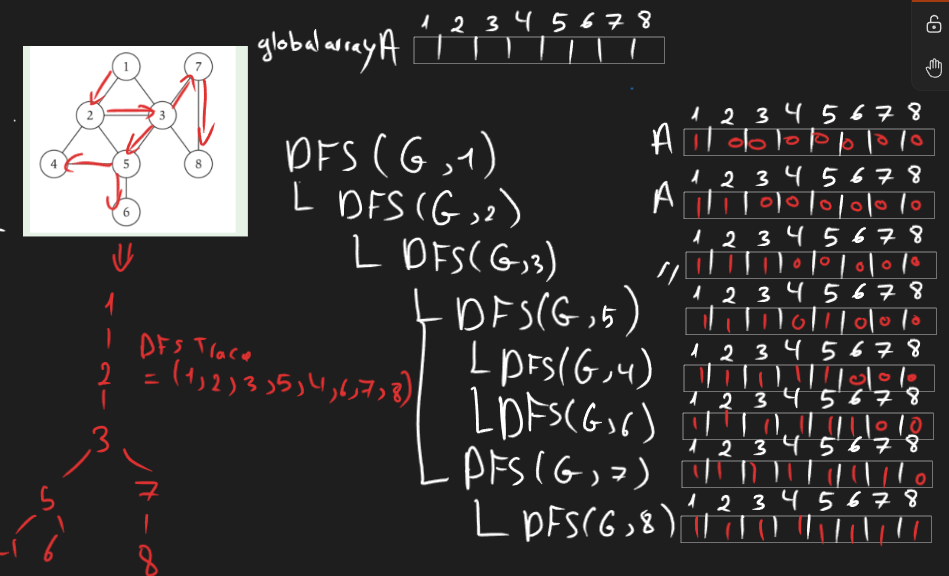 1 2 3 4 5 6 7 8
global array A
1
7
2
3
4
5
8
6
DFS (G,1)
DFS (G,2)
DFS (G,3)
DFS (G,5)
DFS (G,4)
DFS (G,6)
DFS (G,7)
DFS (G,8)
1
2
3
5 7
4 6 8
DFS Trace
= (1,2,3,5,4,6,7,8)
1 2 3 4 5 6 7 8
A 1 0 0 0 0 0 0 0
1 2 3 4 5 6 7 8
A 1 1 0 0 0 0 0 0
1 2 3 4 5 6 7 8
" 1 1 1 0 0 0 0 0
1 2 3 4 5 6 7 8
1 1 1 0 1 0 0 0
1 2 3 4 5 6 7 8
1 1 1 1 1 0 0 0
1 2 3 4 5 6 7 8
1 1 1 1 1 1 0 0
1 2 3 4 5 6 7 8
1 1 1 1 1 1 1 0
1 2 3 4 5 6 7 8
1 1 1 1 1 1 1 1